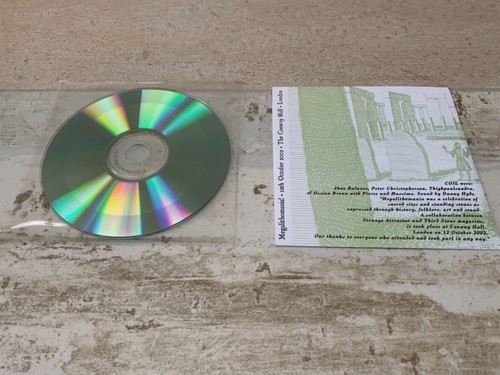 Megalithomania! • 12th October 2002 • The Conway Hall • London
COIL were:
Jhon Balance, Peter Christopherson, Thighpaulsandra,
& Ossian Brown with Pierce and Massimo. Sound by Danny Hyde.
"Megalithomania was a celebration of
sacred sites and standing stones as
expressed through history, folklore, art and sound.
A collaboration between
Strange Attractor and Third Stone magazine,
it took place at Conway Hall,
London on 12 October 2002.
Our thanks to everyone who attended and took part in any way."